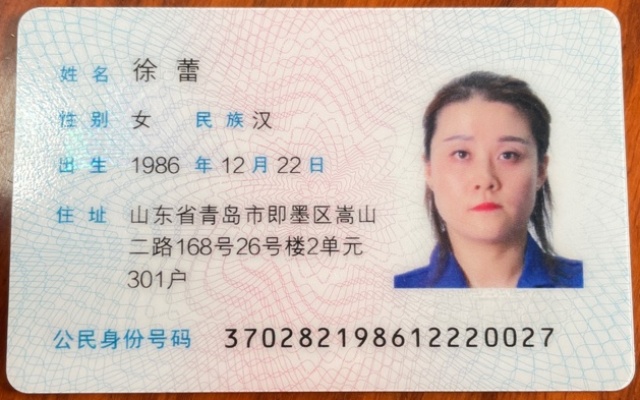 姓名 徐蕾
性别 女 民族 汉
出生 1986 年 12 月 22 日
住址 山东省青岛市即墨区嵩山
二路168号26号楼2单元
301户
公民身份号码 370282198612220027